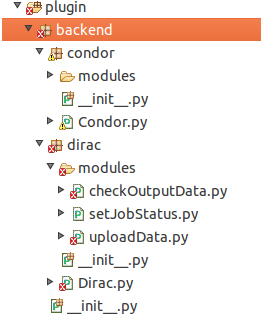 plugin
backend
condor
modules
__init__.py
Condor.py
dirac
modules
checkOutputData.py
setJobStatus.py
uploadData.py
__init__.py
Dirac.py
__init__.py